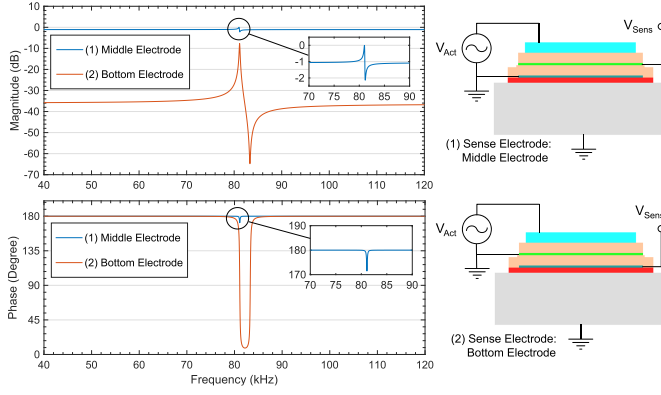 10
0
-10
-20
-30
-40
-50
-60
-70
Magnitude (dB)
(1) Middle Electrode
(2) Bottom Electrode
0
-1
-2
70 75 80 85 90
40 50 60 70 80 90 100 110 120
V_Act
V_Sens
(1) Sense Electrode:
Middle Electrode
180
135
90
45
0
Phase (Degree)
(1) Middle Electrode
(2) Bottom Electrode
190
180
170
70 75 80 85 90
40 50 60 70 80 90 100 110 120
Frequency (kHz)
V_Act
V_Sens
(2) Sense Electrode:
Bottom Electrode